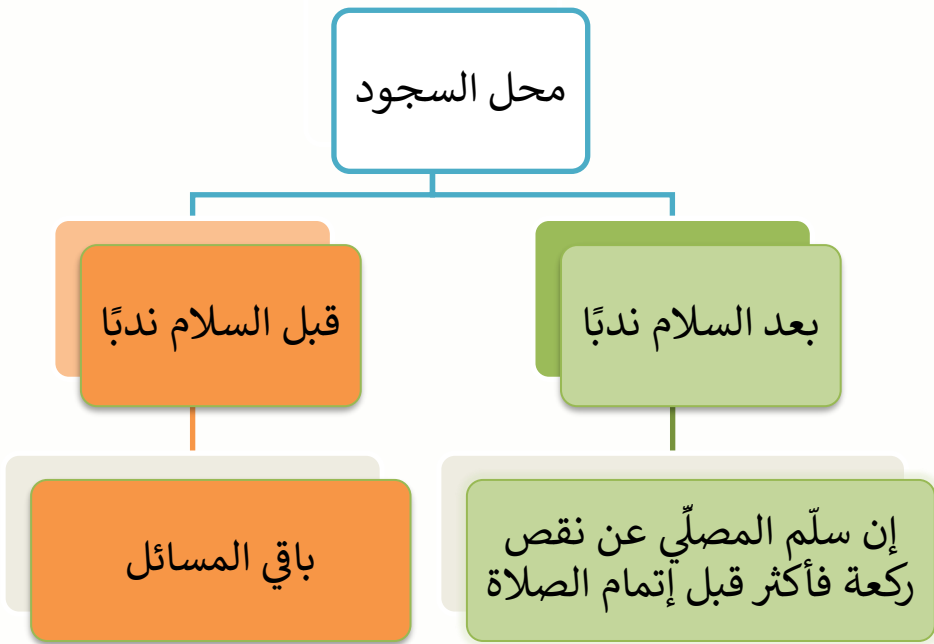 محل السجود
بعد السلام ندبًا
قبل السلام ندبًا
إن سلّم المصلِّي عن نقص
ركعة فأكثر قبل إتمام الصلاة
باقي المسائل